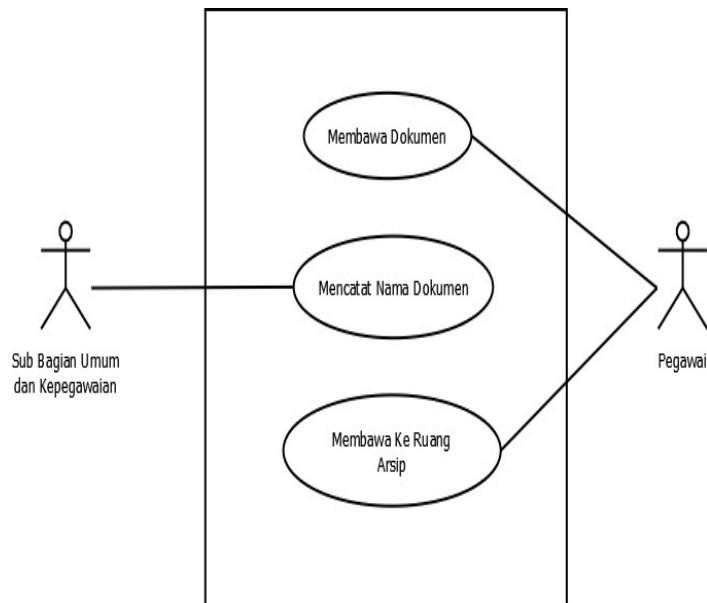 Membawa Dokumen
Mencatat Nama Dokumen
Sub Bagian Umum
dan Kepegawaian
Pegawai
Membawa Ke Ruang
Arsip